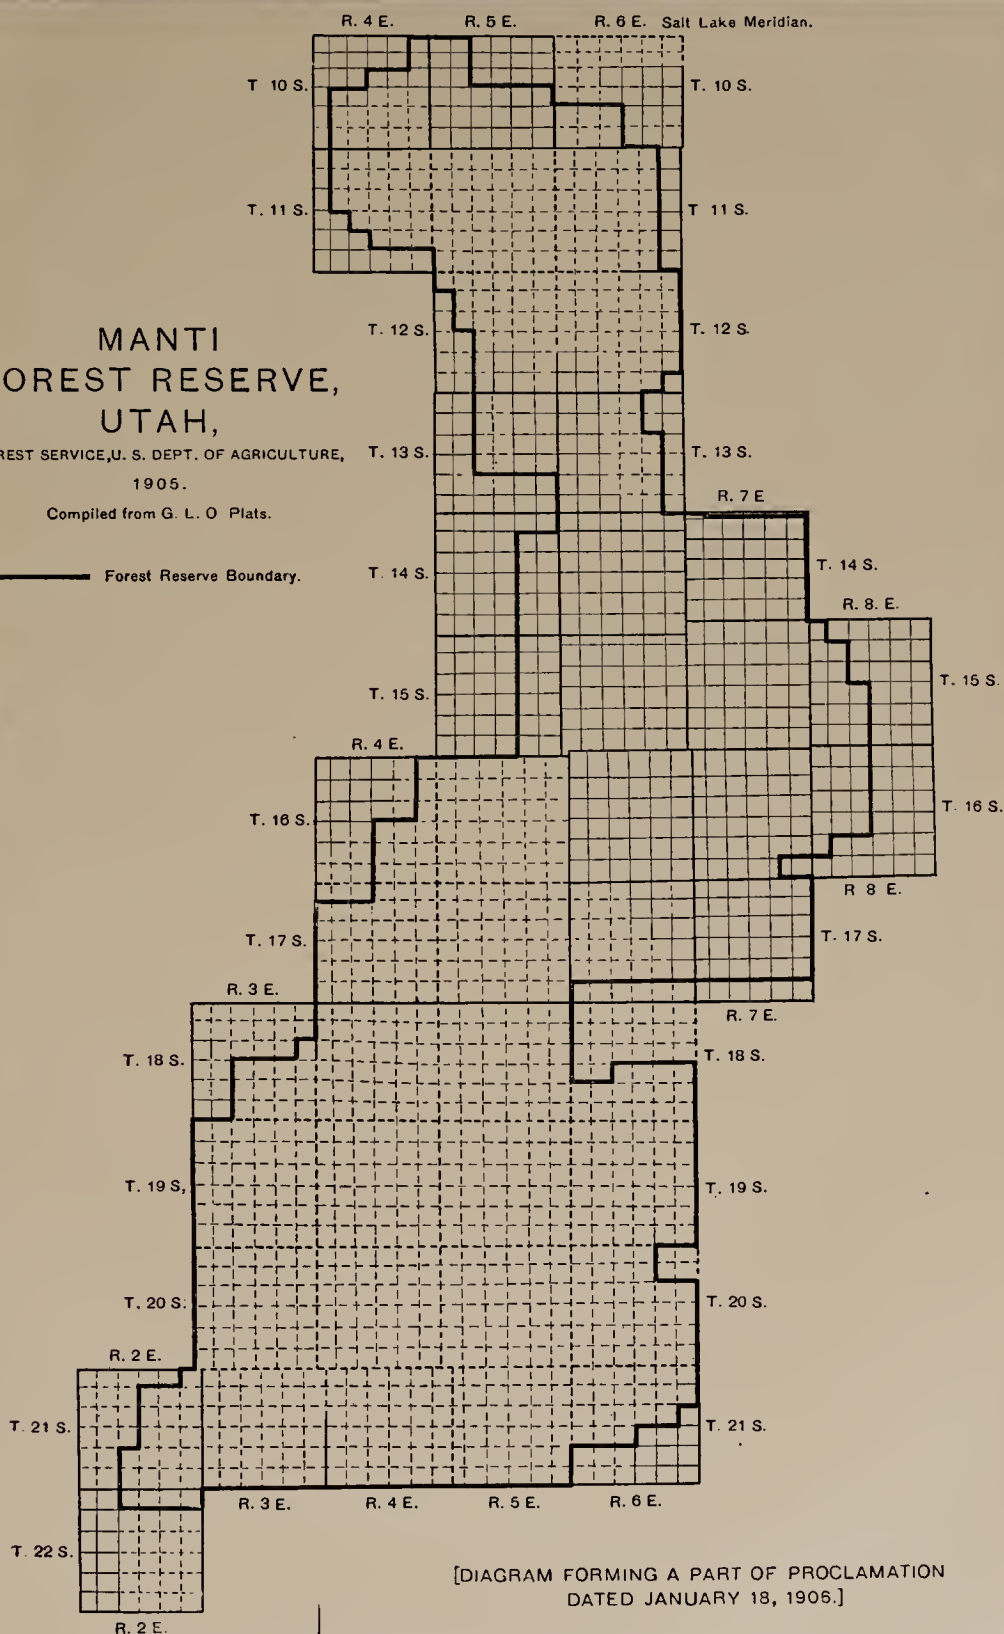 R. 4 E. R. 5 E. R. 6 E. Salt Lake Meridian.
T 10 S. T. 10 S.
T. 11 S. T 11 S.
T. 12 S. T. 12 S.
MANTI
OREST RESERVE,
UTAH,
REST SERVICE, U. S. DEPT. OF AGRICULTURE,
1905.
Compiled from G. L. O Plats.
Forest Reserve Boundary.
T. 13 S. T. 13 S.
R. 7 E
T. 14 S. T. 14 S.
R. 8. E.
T. 15 S. T. 15 S.
R. 4 E.
T. 16 S. T. 16 S.
R 8 E.
T. 17 S. T. 17 S.
R. 3 E. R. 7 E.
T. 18 S. T. 18 S.
T. 19 S, T. 19 S.
T. 20 S. T. 20 S.
R. 2 E.
T. 21 S. T. 21 S.
R. 3 E. R. 4 E. R. 5 E. R. 6 E.
T. 22 S.
R. 2 E.
[DIAGRAM FORMING A PART OF PROCLAMATION
DATED JANUARY 18, 1906.]